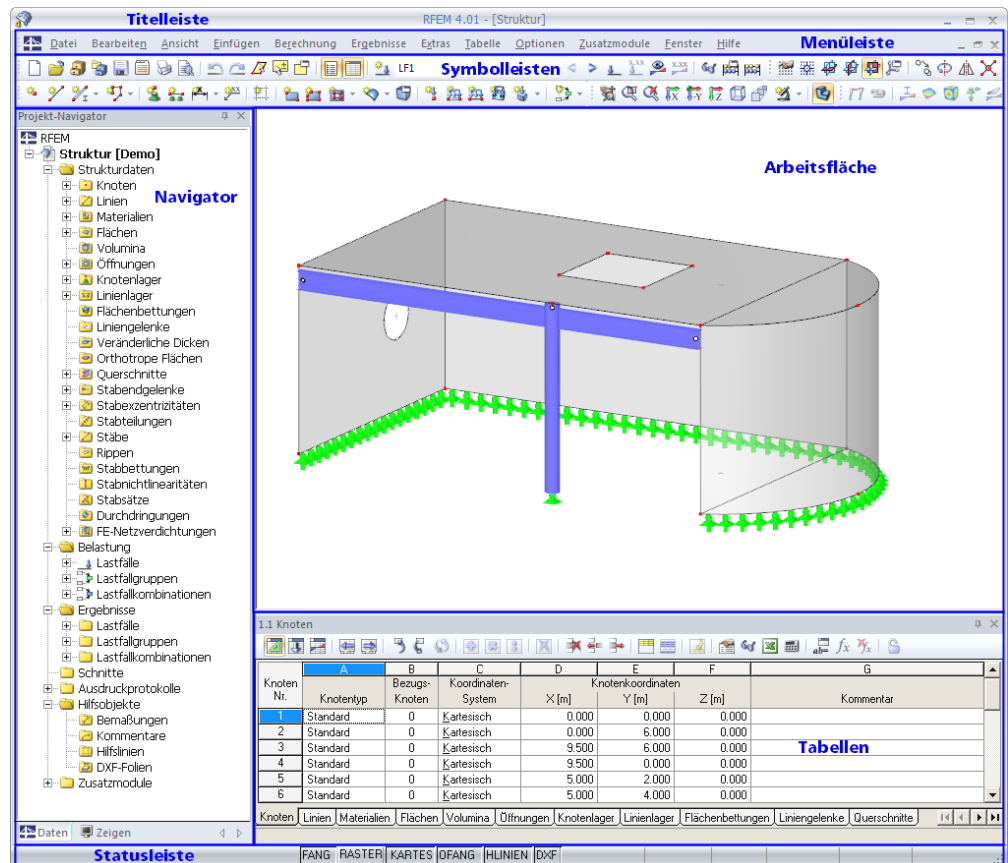 Titelleiste
RFEM 4.01 - [Struktur]
Datei Bearbeiten Ansicht Einfügen Berechnung Ergebnisse Extras Tabelle Optionen Zusatzmodule Fenster Hilfe
Menüleiste
LF1
Symbolleisten
Projekt-Navigator
RFEM
Struktur [Demo]
Strukturdaten
Knoten
Navigator
Linien
Materialien
Flächen
Volumina
Öffnungen
Knotenlager
Linienlager
Flächenbettungen
Liniengelenke
Veränderliche Dicken
Orthotrope Flächen
Querschnitte
Stabendgelenke
Stabexzentrizitäten
Stabteilungen
Stäbe
Rippen
Stabbettungen
Stabnichtlinearitäten
Stabsätze
Durchdringungen
FE-Netzverdichtungen
Belastung
Lastfälle
Lastfallgruppen
Lastfallkombinationen
Ergebnisse
Lastfälle
Lastfallgruppen
Lastfallkombinationen
Schnitte
Ausdruckprotokolle
Hilfsobjekte
Bemaßungen
Kommentare
Hilfslinien
DXF-Folien
Zusatzmodule
Daten Zeigen
Arbeitsfläche
1.1 Knoten
A B C D E F G
Knoten Bezugs- Koordinaten- Knotenkoordinaten
Nr. Knotentyp Knoten System X [m] Y [m] Z [m] Kommentar
1 Standard 0 Kartesisch 0.000 0.000 0.000
2 Standard 0 Kartesisch 0.000 6.000 0.000
3 Standard 0 Kartesisch 9.500 6.000 0.000
4 Standard 0 Kartesisch 9.500 0.000 0.000
5 Standard 0 Kartesisch 5.000 2.000 0.000
6 Standard 0 Kartesisch 5.000 4.000 0.000
Tabellen
Knoten Linien Materialien Flächen Volumina Öffnungen Knotenlager Linienlager Flächenbettungen Liniengelenke Querschnitte
Statusleiste
FANG RASTER KARTES OFANG HLINIEN DXF